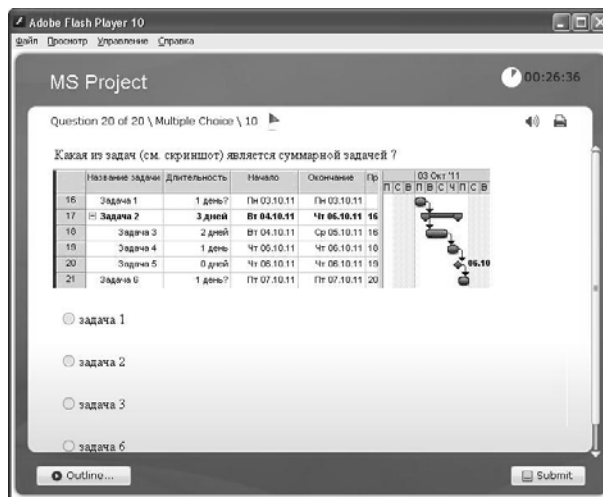 Adobe Flash Player 10
Файл Просмотр Управление Справка
MS Project
00:26:36
Question 20 of 20 \ Multiple Choice \ 10
Какая из задач (см. скриншот) является суммарной задачей ?
Название задачи Длительность Начало Окончание Пр 03 Окт '11
П С В П В С Ч П С В
16 Задача 1 1 день? Пн 03.10.11 Пн 03.10.11
17 Задача 2 3 дней Вт 04.10.11 Чт 06.10.11 16
18 Задача 3 2 дней Вт 04.10.11 Ср 05.10.11 16
19 Задача 4 1 день Чт 06.10.11 Чт 06.10.11 18
20 Задача 5 0 дней Чт 06.10.11 Чт 06.10.11 19 06.10
21 Задача 6 1 день? Пт 07.10.11 Пт 07.10.11 20
задача 1
задача 2
задача 3
задача 6
Outline... Submit